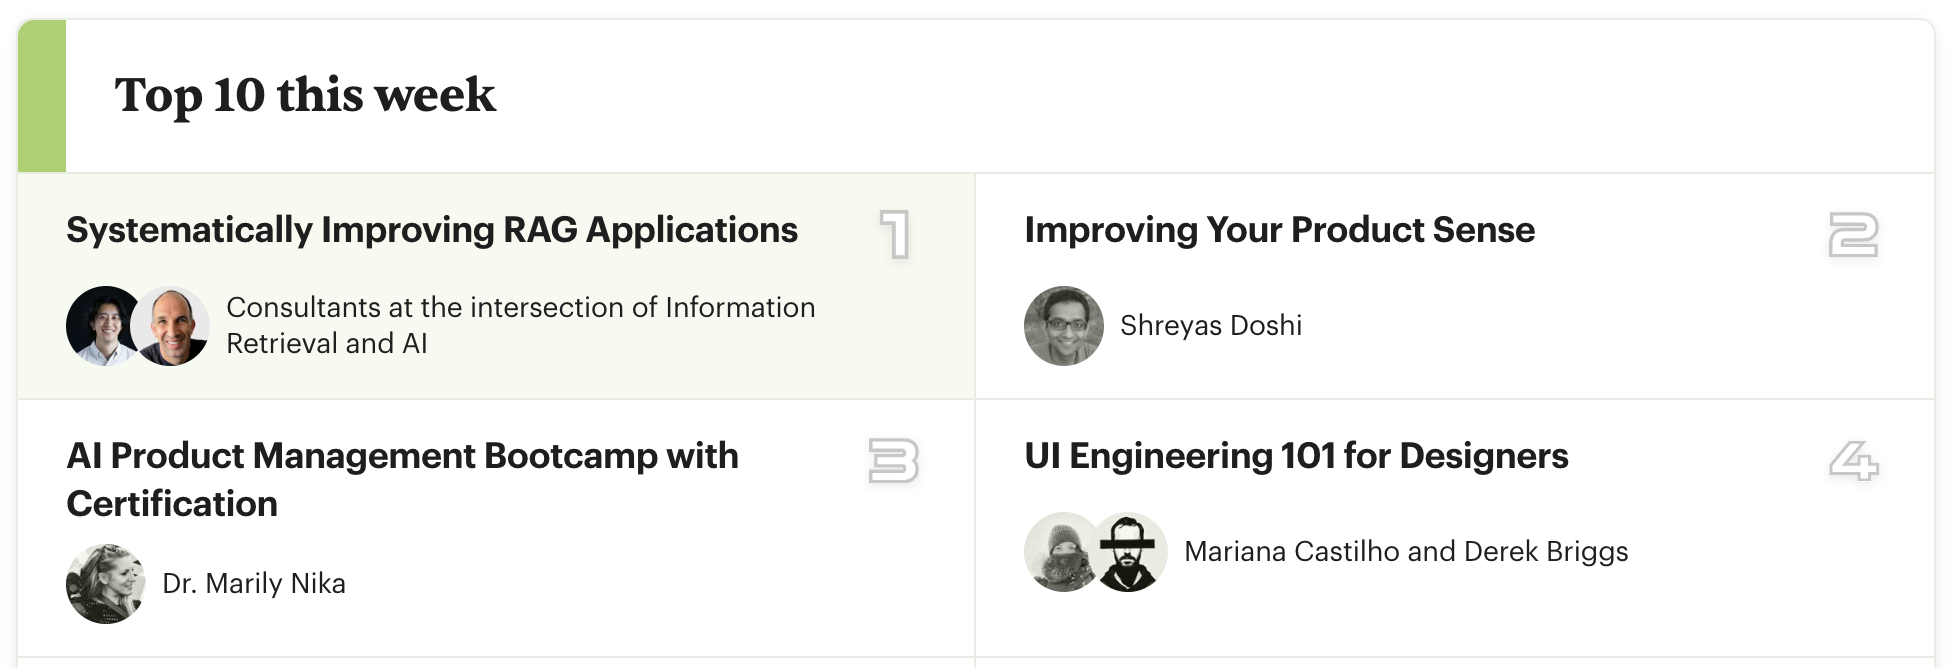 Top 10 this week
Systematically Improving RAG Applications
1
Consultants at the intersection of Information
Retrieval and AI
Improving Your Product Sense
2
Shreyas Doshi
AI Product Management Bootcamp with
Certification
3
Dr. Marily Nika
UI Engineering 101 for Designers
4
Mariana Castilho and Derek Briggs